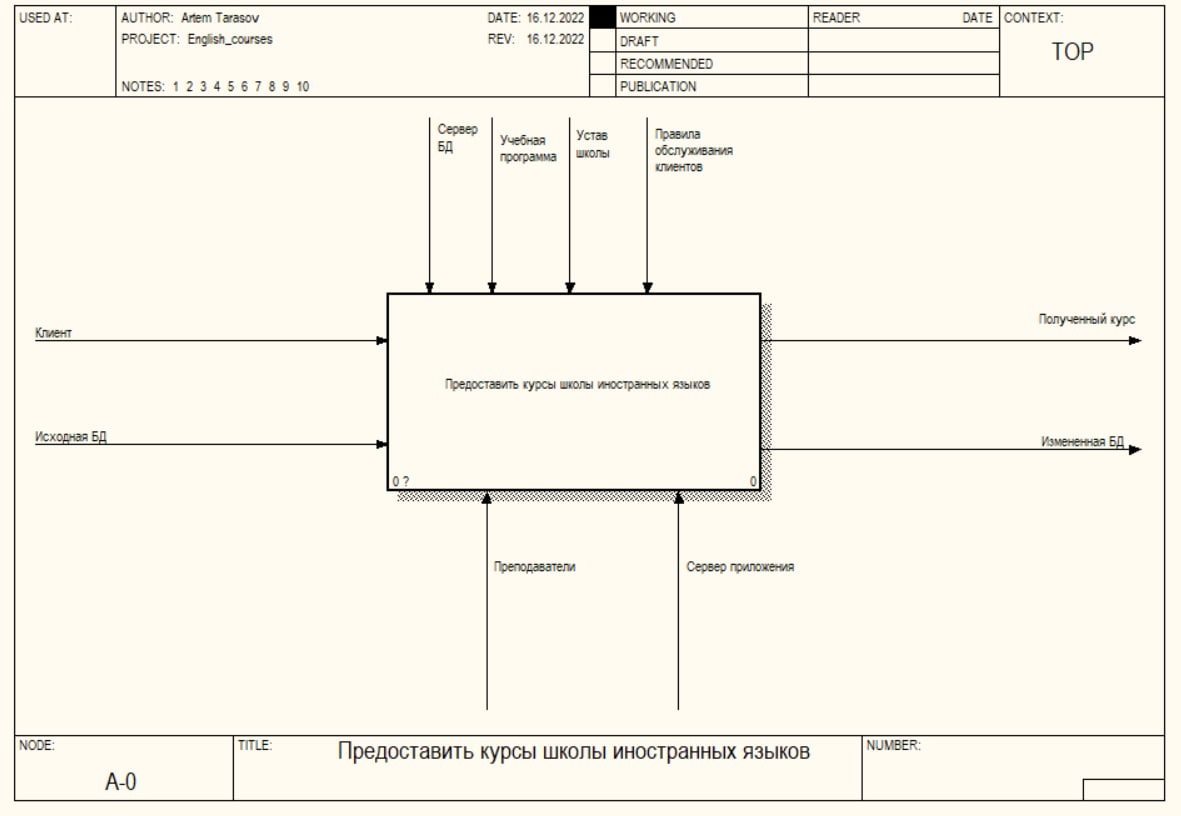 USED AT:
AUTHOR: Artem Tarasov
DATE: 16.12.2022
WORKING
READER
DATE
CONTEXT:
PROJECT: English_courses
REV: 16.12.2022
DRAFT
TOP
RECOMMENDED
NOTES: 1 2 3 4 5 6 7 8 9 10
PUBLICATION
Сервер
БД
Учебная
программа
Устав
школы
Правила
обслуживания
клиентов
Клиент
Полученный курс
Предоставить курсы школы иностранных языков
Исходная БД
Измененная БД
0 ?
0
Преподаватели
Сервер приложения
NODE:
TITLE:
Предоставить курсы школы иностранных языков
NUMBER:
A-0